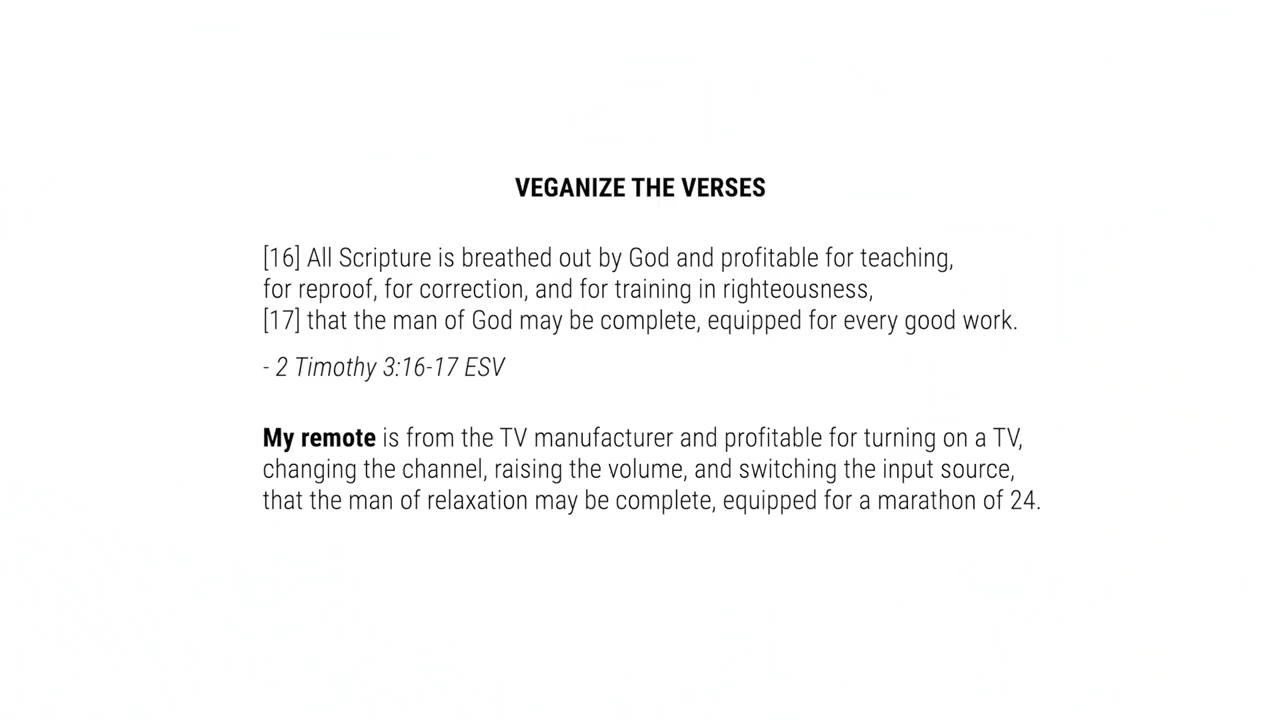 VEGANIZE THE VERSES
[16] All Scripture is breathed out by God and profitable for teaching,
for reproof, for correction, and for training in righteousness,
[17] that the man of God may be complete, equipped for every good work.
- 2 Timothy 3:16-17 ESV
My remote is from the TV manufacturer and profitable for turning on a TV,
changing the channel, raising the volume, and switching the input source,
that the man of relaxation may be complete, equipped for a marathon of 24.